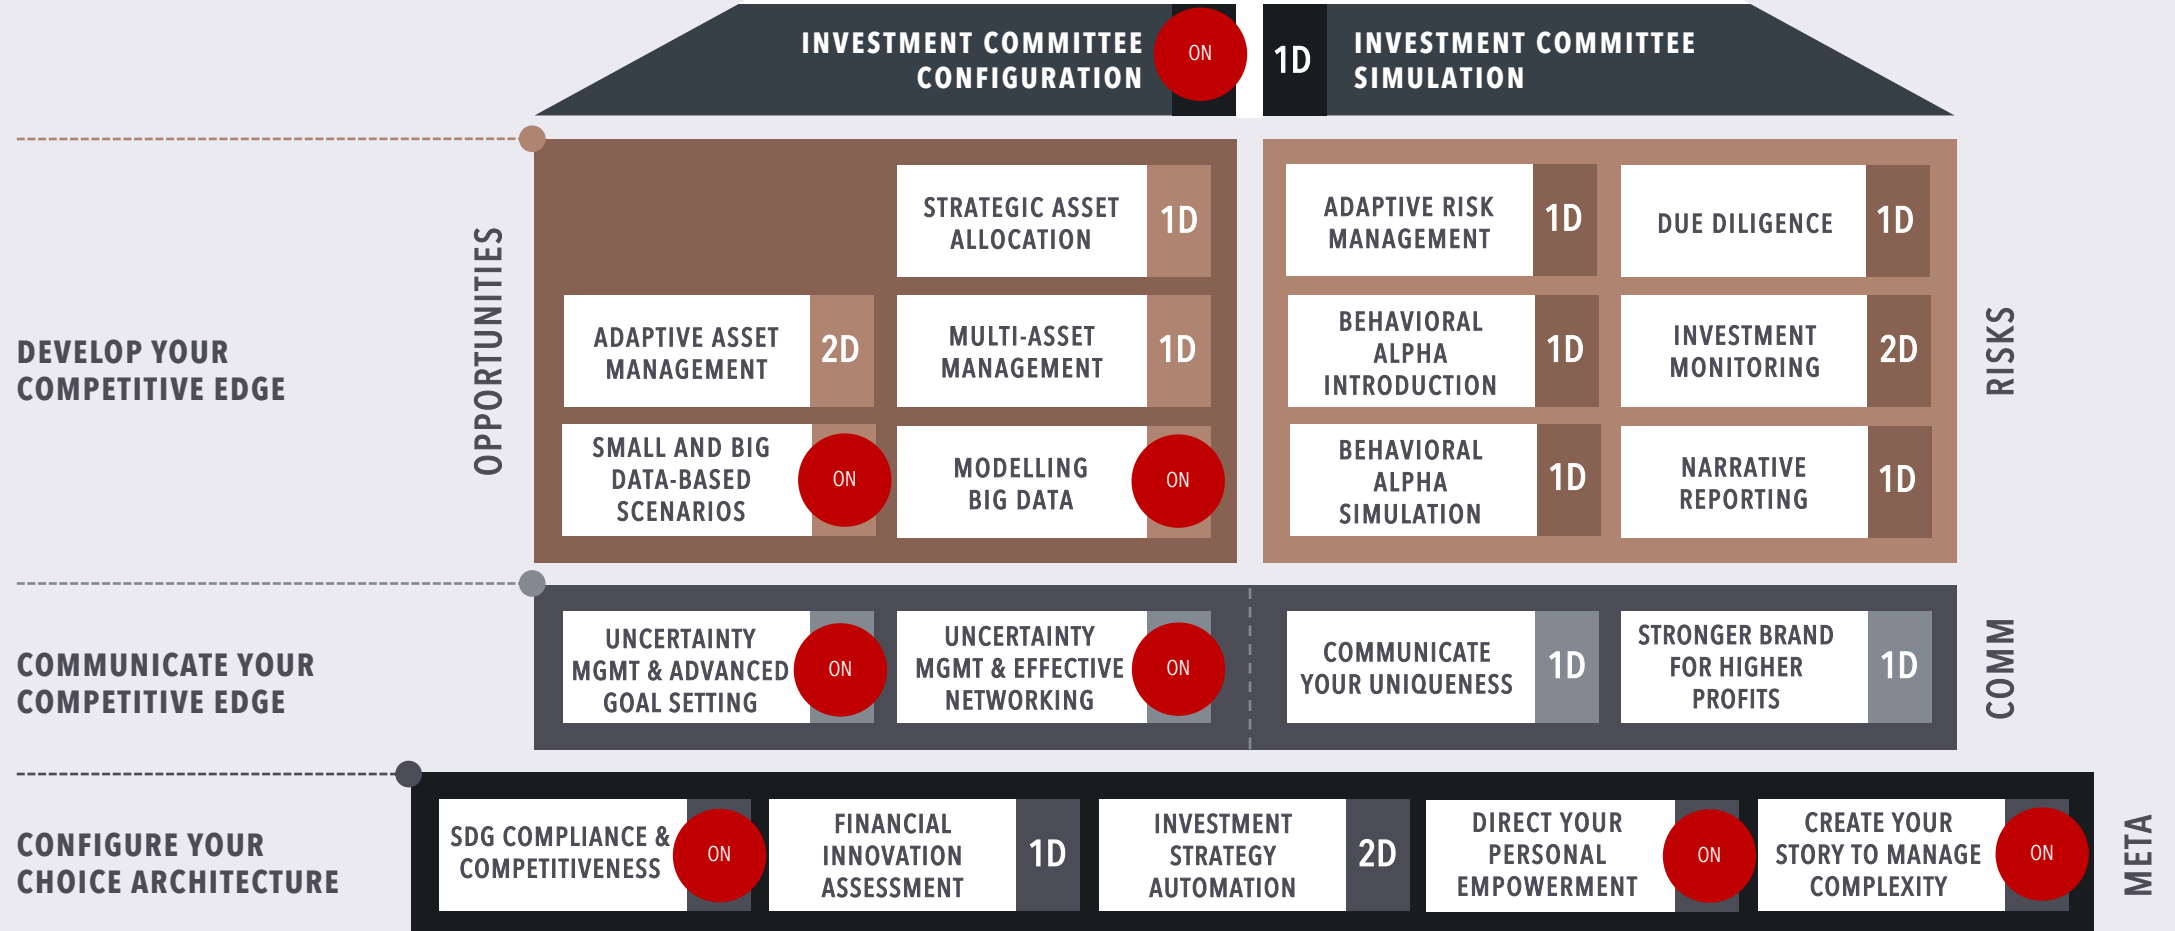 INVESTMENT COMMITTEE
CONFIGURATION
ON
1D
INVESTMENT COMMITTEE
SIMULATION
DEVELOP YOUR
COMPETITIVE EDGE
OPPORTUNITIES
STRATEGIC ASSET
ALLOCATION
1D
ADAPTIVE ASSET
MANAGEMENT
2D
MULTI-ASSET
MANAGEMENT
1D
SMALL AND BIG
DATA-BASED
SCENARIOS
ON
MODELLING
BIG DATA
ON
ADAPTIVE RISK
MANAGEMENT
1D
DUE DILIGENCE
1D
BEHAVIORAL
ALPHA
INTRODUCTION
1D
INVESTMENT
MONITORING
2D
BEHAVIORAL
ALPHA
SIMULATION
1D
NARRATIVE
REPORTING
1D
RISKS
COMMUNICATE YOUR
COMPETITIVE EDGE
UNCERTAINTY
MGMT & ADVANCED
GOAL SETTING
ON
UNCERTAINTY
MGMT & EFFECTIVE
NETWORKING
ON
COMMUNICATE
YOUR UNIQUENESS
1D
STRONGER BRAND
FOR HIGHER
PROFITS
1D
COMM
CONFIGURE YOUR
CHOICE ARCHITECTURE
SDG COMPLIANCE &
COMPETITIVENESS
ON
FINANCIAL
INNOVATION
ASSESSMENT
1D
INVESTMENT
STRATEGY
AUTOMATION
2D
DIRECT YOUR
PERSONAL
EMPOWERMENT
ON
CREATE YOUR
STORY TO MANAGE
COMPLEXITY
ON
META